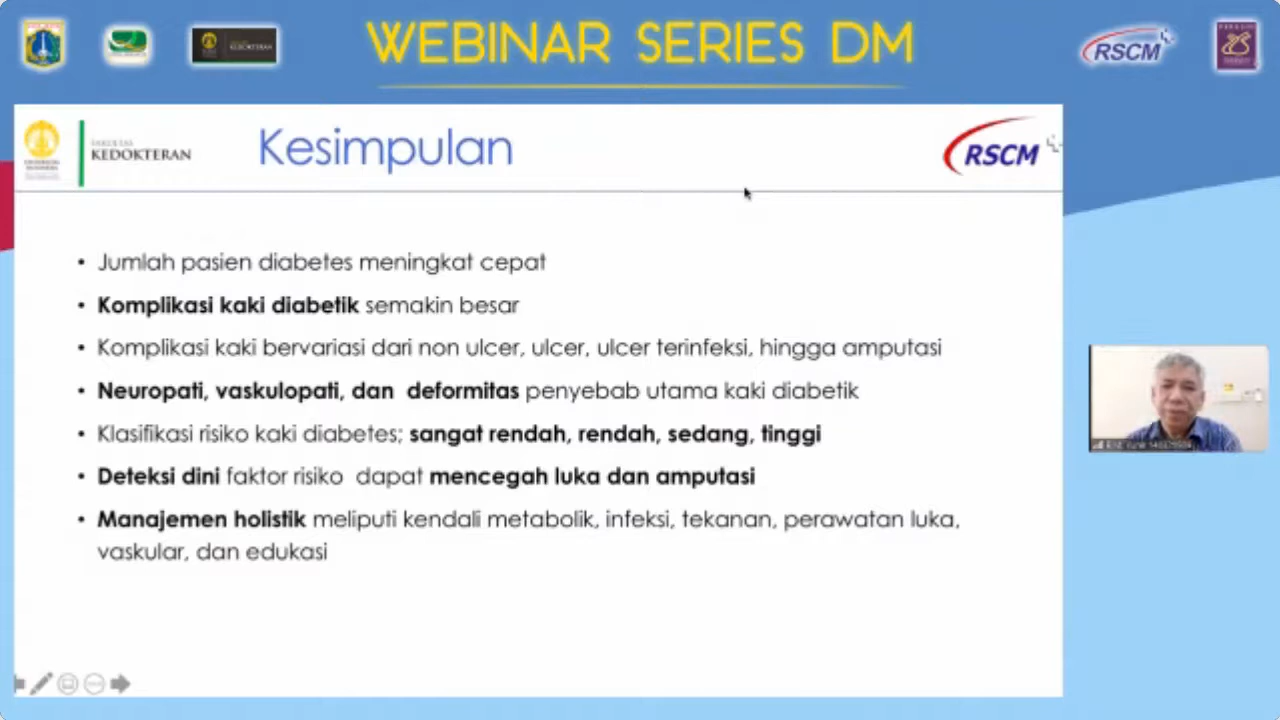 WEBINAR SERIES DM
KEDOKTERAN
RSCM
FAKULTAS
KEDOKTERAN
Kesimpulan
RSCM
• Jumlah pasien diabetes meningkat cepat
• Komplikasi kaki diabetik semakin besar
• Komplikasi kaki bervariasi dari non ulcer, ulcer, ulcer terinfeksi, hingga amputasi
• Neuropati, vaskulopati, dan deformitas penyebab utama kaki diabetik
• Klasifikasi risiko kaki diabetes; sangat rendah, rendah, sedang, tinggi
• Deteksi dini faktor risiko dapat mencegah luka dan amputasi
• Manajemen holistik meliputi kendali metabolik, infeksi, tekanan, perawatan luka,
vaskular, dan edukasi